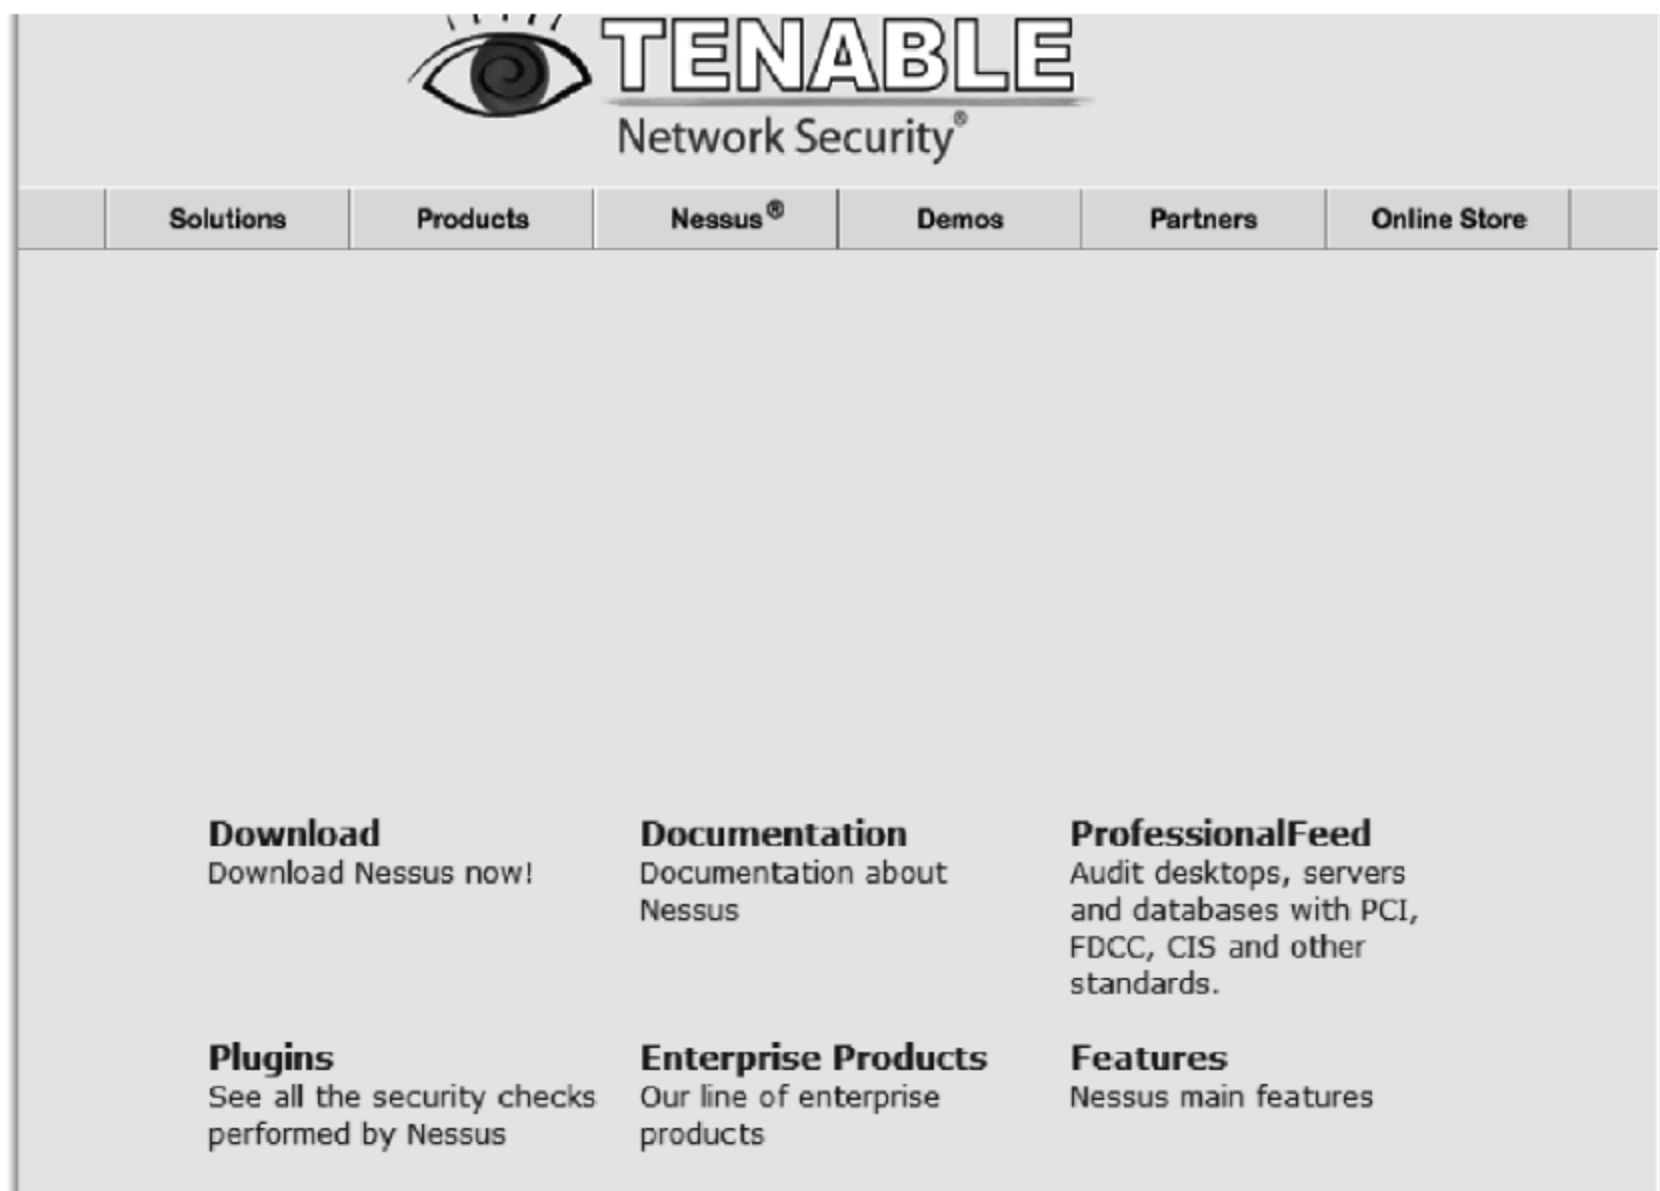 TENABLE
Network Security®
Solutions Products Nessus® Demos Partners Online Store
Download
Download Nessus now!
Documentation
Documentation about
Nessus
ProfessionalFeed
Audit desktops, servers
and databases with PCI,
FDCC, CIS and other
standards.
Plugins
See all the security checks
performed by Nessus
Enterprise Products
Our line of enterprise
products
Features
Nessus main features